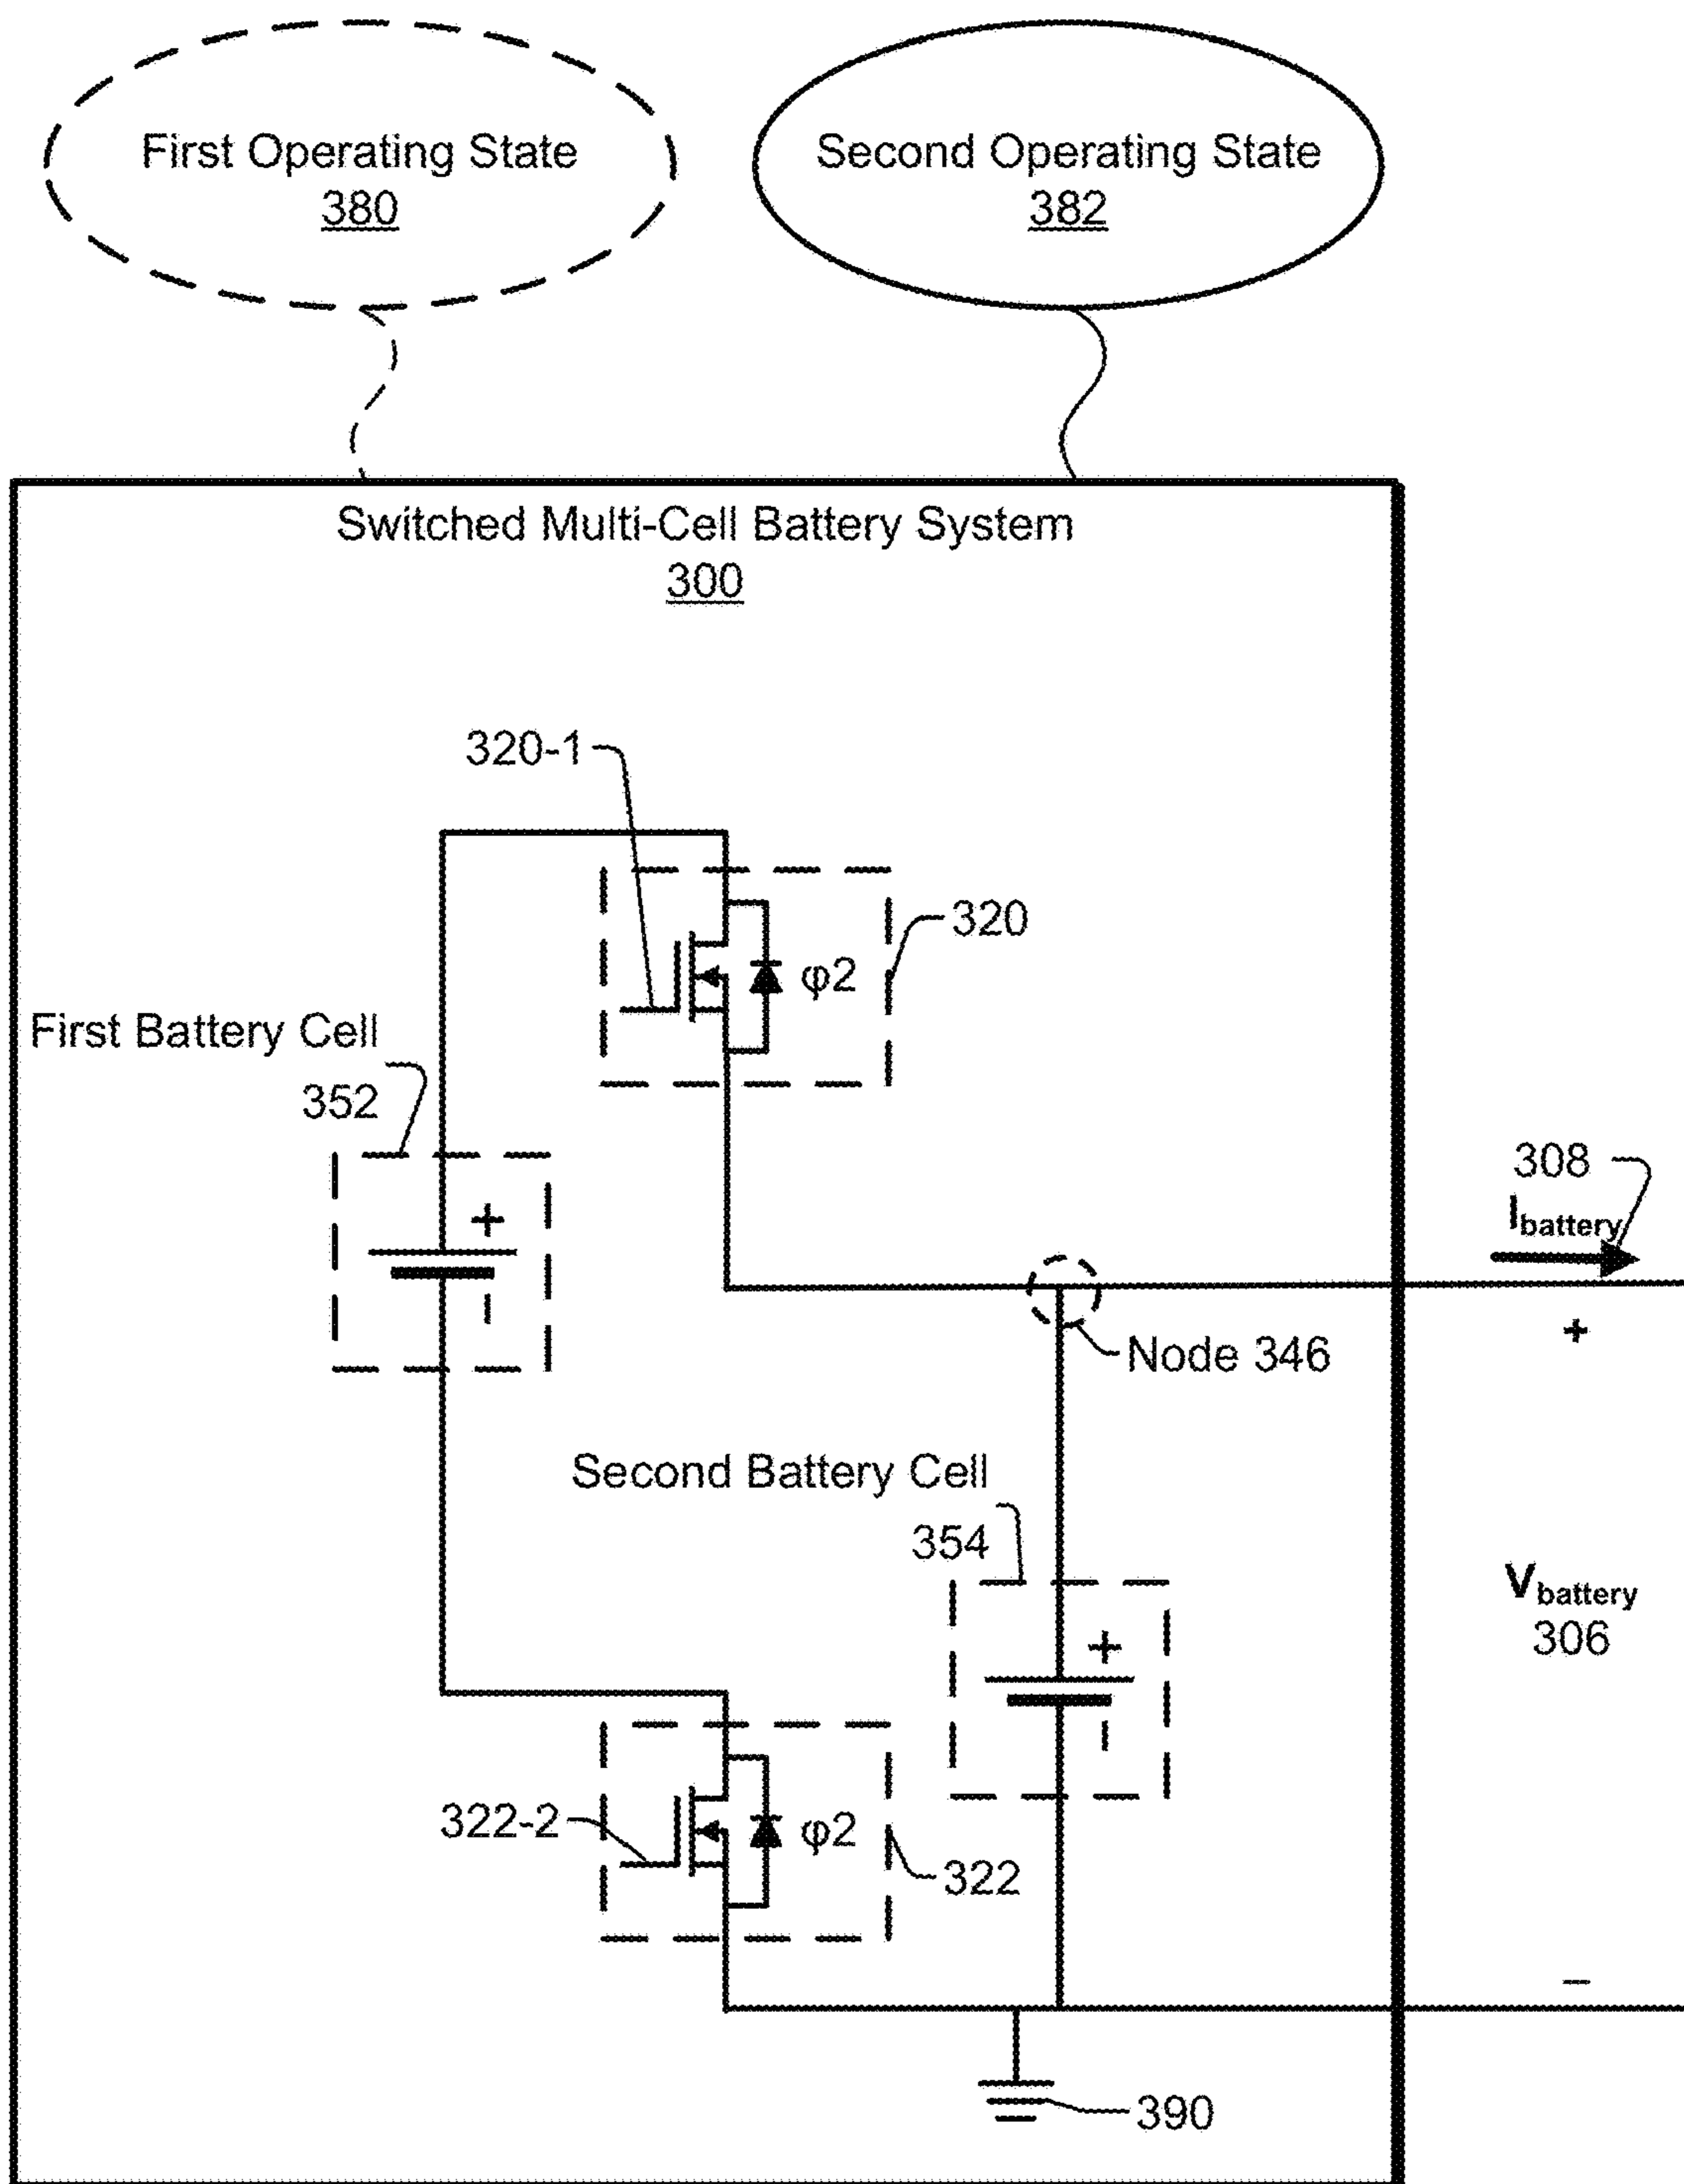 First Operating State
380
Second Operating State
382
Switched Multi-Cell Battery System
300
320-1
320
φ2
First Battery Cell
352
+
–
308
Ibattery
+
Node 346
Second Battery Cell
354
Vbattery
306
+
–
322-2
φ2
322
–
390